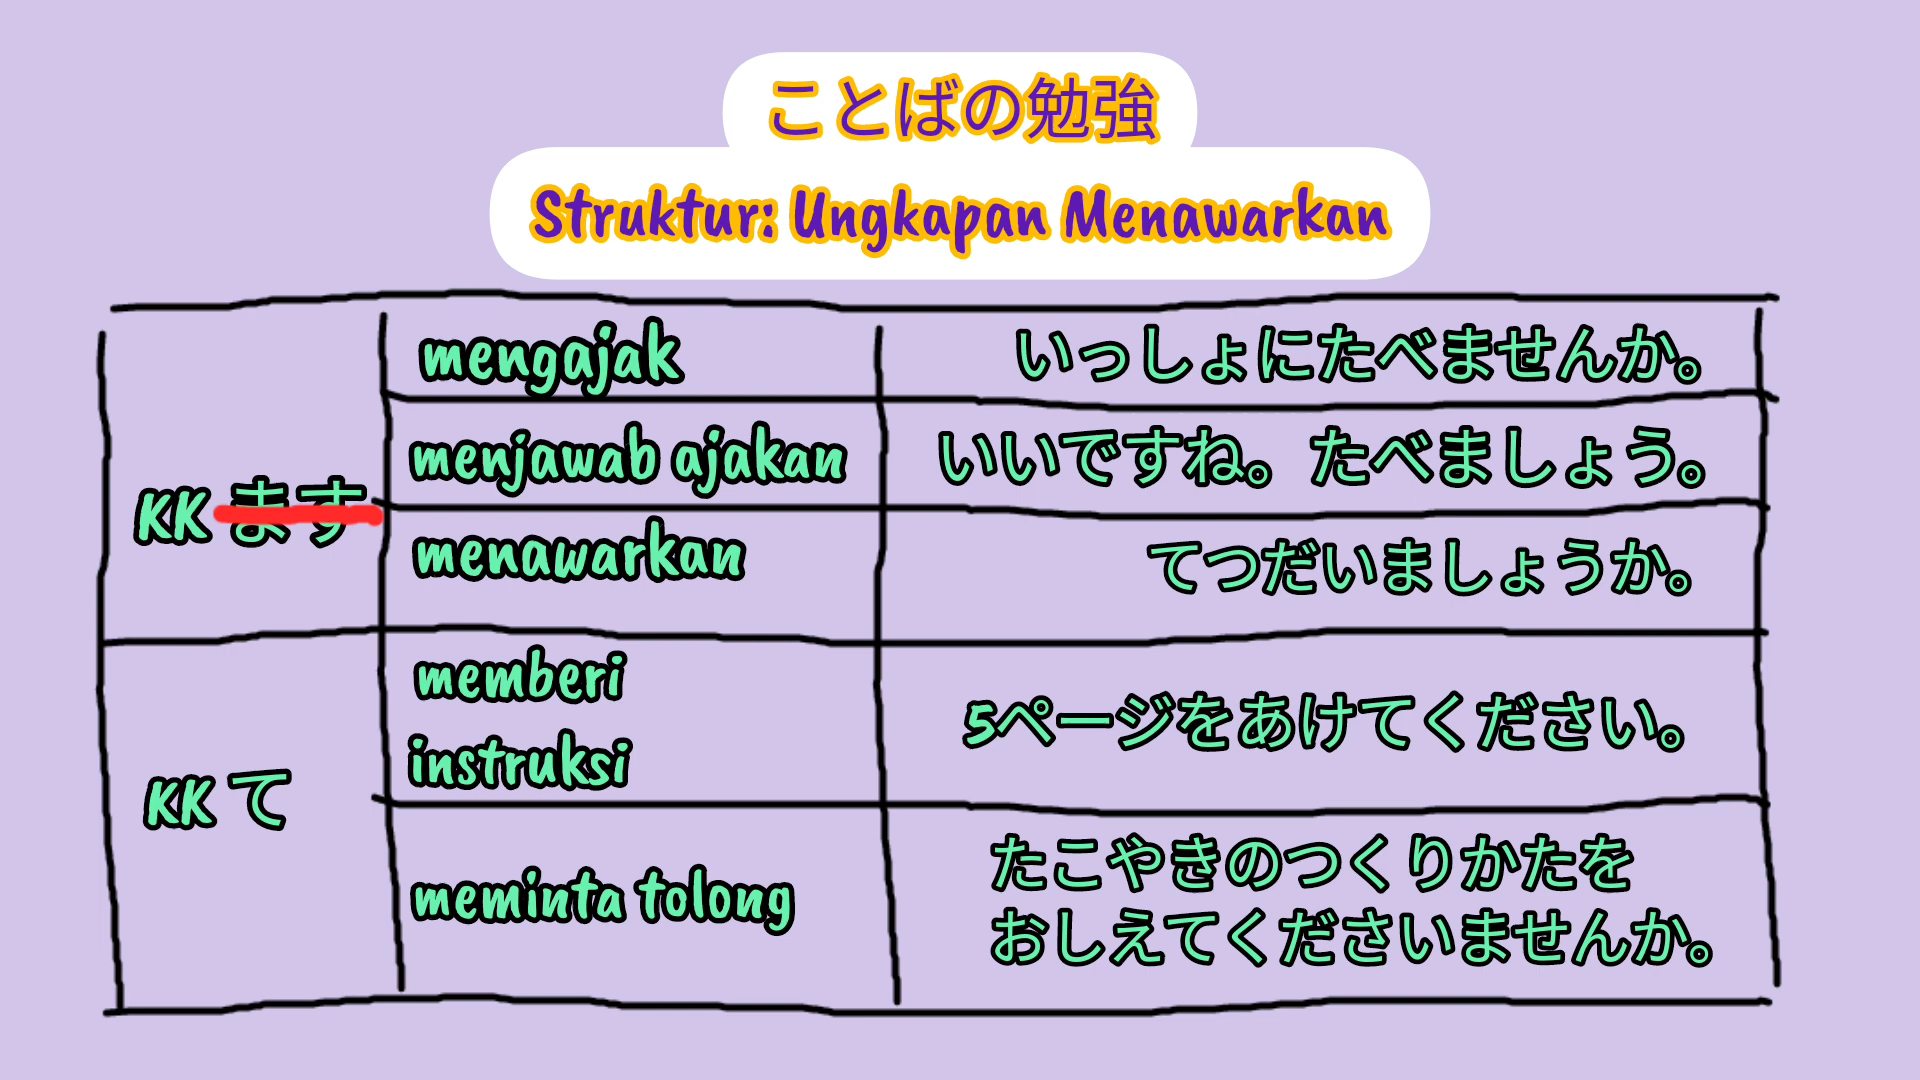 ことばの勉強
Struktur: Ungkapan Menawarkan
KK ます
mengajak
いっしょにたべませんか。
menjawab ajakan
いいですね。たべましょう。
menawarkan
てつだいましょうか。
KK て
memberi
instruksi
5ページをあけてください。
meminta tolong
たこやきのつくりかたを
おしえてくださいませんか。